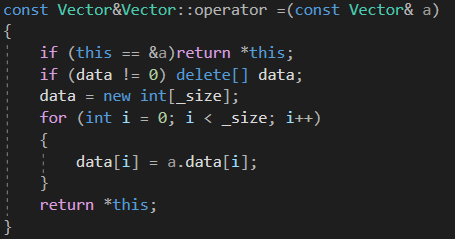 const Vector&Vector::operator =(const Vector& a)
{
if (this == &a)return *this;
if (data != 0) delete[] data;
data = new int[_size];
for (int i = 0; i < _size; i++)
{
data[i] = a.data[i];
}
return *this;
}